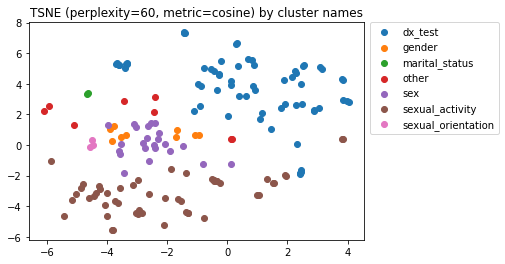 TSNE (perplexity=60, metric=cosine) by cluster names
8
6
4
2
0
−2
−4
−6
−6
−4
−2
0
2
4
dx_test
gender
marital_status
other
sex
sexual_activity
sexual_orientation